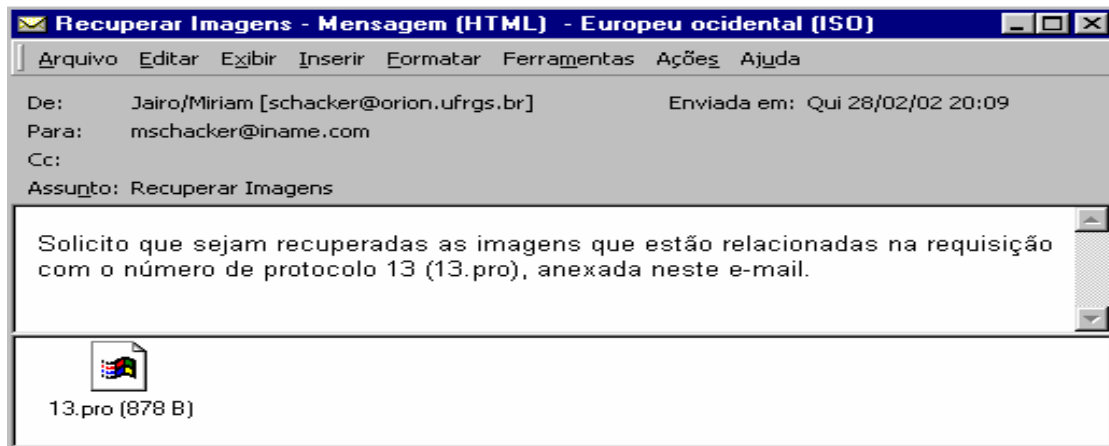 Recuperar Imagens - Mensagem (HTML) - Europeu ocidental (ISO)
Arquivo Editar Exibir Inserir Formatar Ferramentas Ações Ajuda
De: Jairo/Miriam [schacker@orion.ufrgs.br] Enviada em: Qui 28/02/02 20:09
Para: mschacker@iname.com
Cc:
Assunto: Recuperar Imagens
Solicito que sejam recuperadas as imagens que estão relacionadas na requisição
com o número de protocolo 13 (13.pro), anexada neste e-mail.
13.pro (878 B)